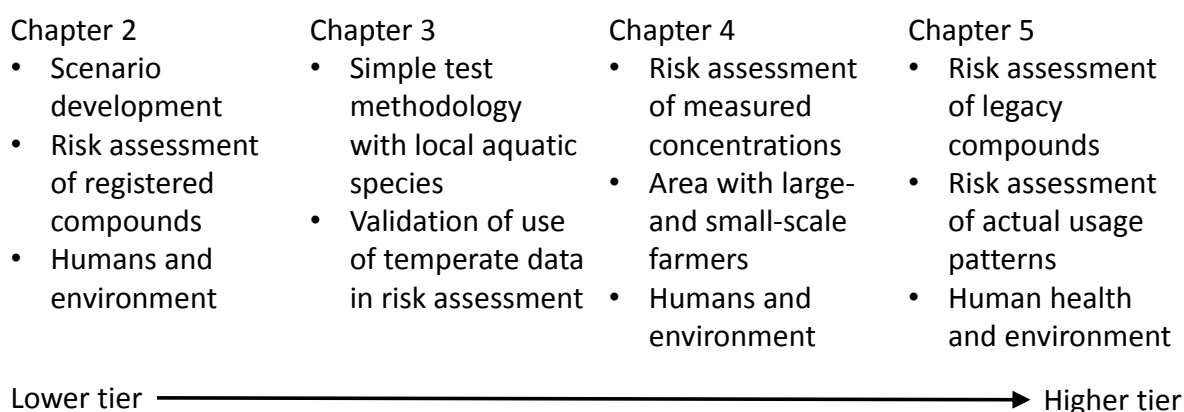 Chapter 2
• Scenario
development
• Risk assessment
of registered
compounds
• Humans and
environment
Chapter 3
• Simple test
methodology
with local aquatic
species
• Validation of use
of temperate data
in risk assessment
Chapter 4
• Risk assessment
of measured
concentrations
• Area with large-
and small-scale
farmers
• Humans and
environment
Chapter 5
• Risk assessment
of legacy
compounds
• Risk assessment
of actual usage
patterns
• Human health
and environment
Lower tier
Higher tier